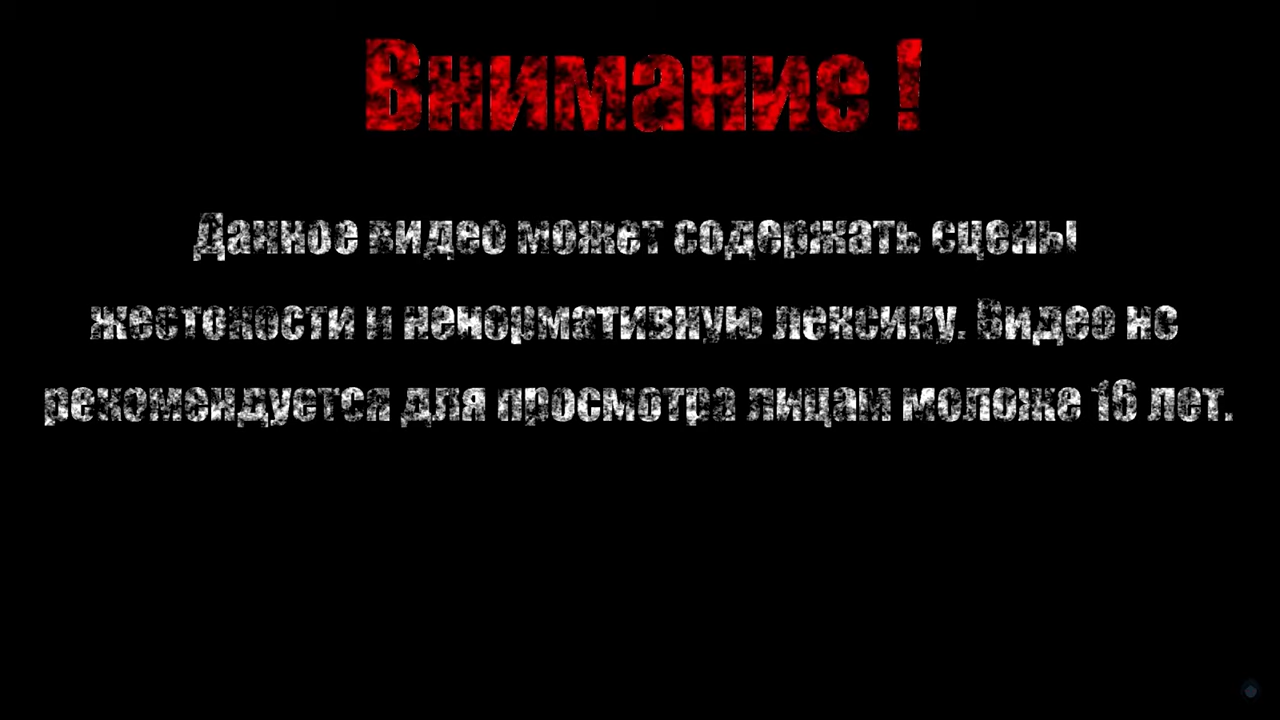 Внимание !
Данное видео может содержать сцены
жестокости и ненормативную лексику. Видео не
рекомендуется для просмотра лицам моложе 16 лет.